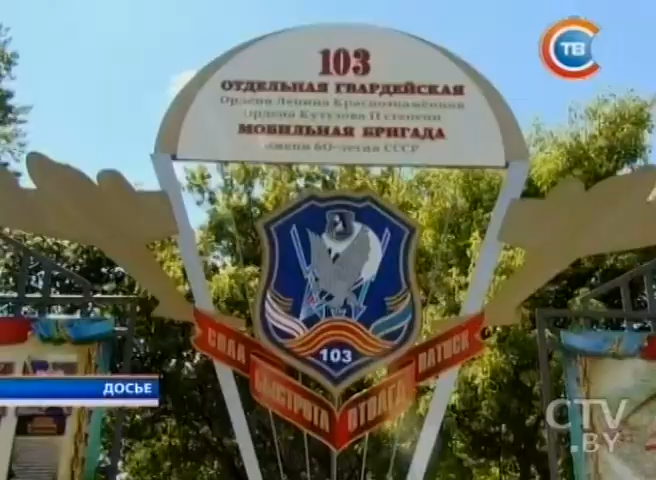 103
ОТДЕЛЬНАЯ ГВАРДЕЙСКАЯ
Ордена Ленина Краснознамённая
ордена Кутузова II степени
МОБИЛЬНАЯ БРИГАДА
имени 60-летия СССР
103
СИЛА
БЫСТРОТА
ОТВАГА
НАТИСК
ДОСЬЕ
ТВ
CTV
.BY